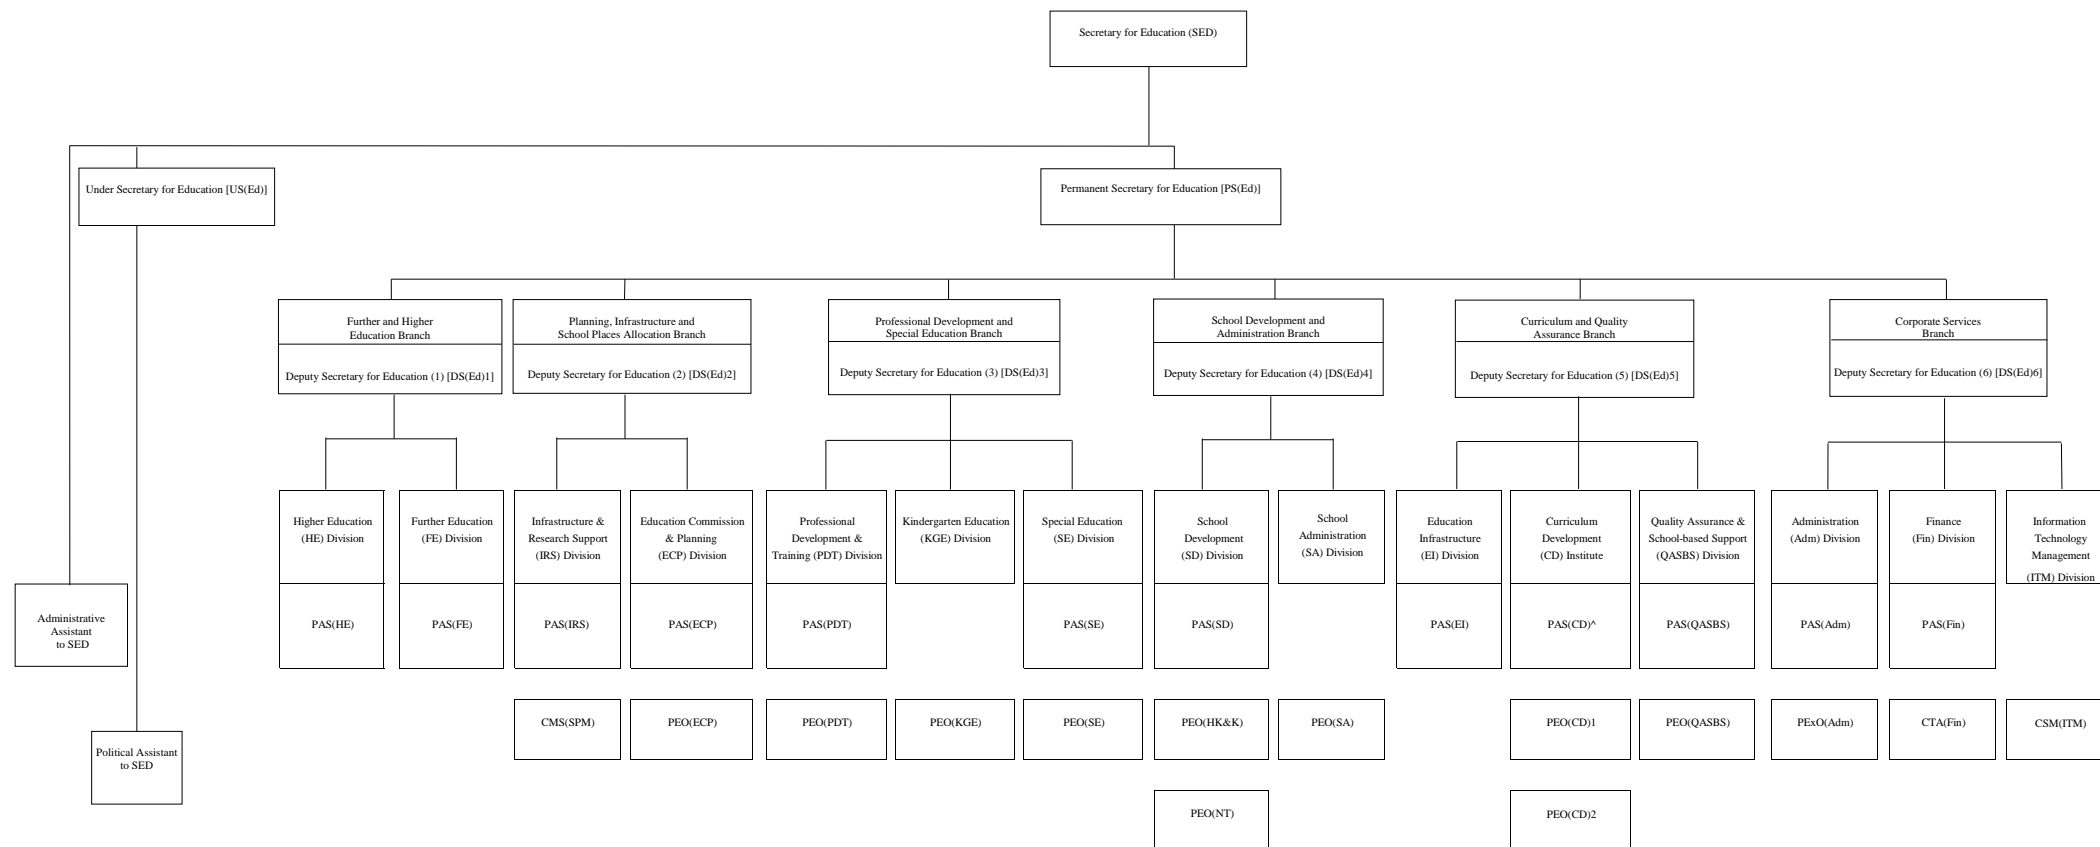 Secretary for Education (SED)
Under Secretary for Education [US(Ed)]
Permanent Secretary for Education [PS(Ed)]
Further and Higher
Education Branch
Deputy Secretary for Education (1) [DS(Ed)1]
Planning, Infrastructure and
School Places Allocation Branch
Deputy Secretary for Education (2) [DS(Ed)2]
Professional Development and
Special Education Branch
Deputy Secretary for Education (3) [DS(Ed)3]
School Development and
Administration Branch
Deputy Secretary for Education (4) [DS(Ed)4]
Curriculum and Quality
Assurance Branch
Deputy Secretary for Education (5) [DS(Ed)5]
Corporate Services
Branch
Deputy Secretary for Education (6) [DS(Ed)6]
Higher Education
(HE) Division
Further Education
(FE) Division
Infrastructure &
Research Support
(IRS) Division
Education Commission
& Planning
(ECP) Division
Professional
Development &
Training (PDT) Division
Kindergarten Education
(KGE) Division
Special Education
(SE) Division
School
Development
(SD) Division
School
Administration
(SA) Division
Education
Infrastructure
(EI) Division
Curriculum
Development
(CD) Institute
Quality Assurance &
School-based Support
(QASBS) Division
Administration
(Adm) Division
Finance
(Fin) Division
Information
Technology
Management
(ITM) Division
Administrative
Assistant
to SED
PAS(HE)
PAS(FE)
PAS(IRS)
PAS(ECP)
PAS(PDT)
PAS(SE)
PAS(SD)
PAS(EI)
PAS(CD)^
PAS(QASBS)
PAS(Adm)
PAS(Fin)
Political Assistant
to SED
CMS(SPM)
PEO(ECP)
PEO(PDT)
PEO(KGE)
PEO(SE)
PEO(HK&K)
PEO(SA)
PEO(CD)1
PEO(QASBS)
PExO(Adm)
CTA(Fin)
CSM(ITM)
PEO(NT)
PEO(CD)2